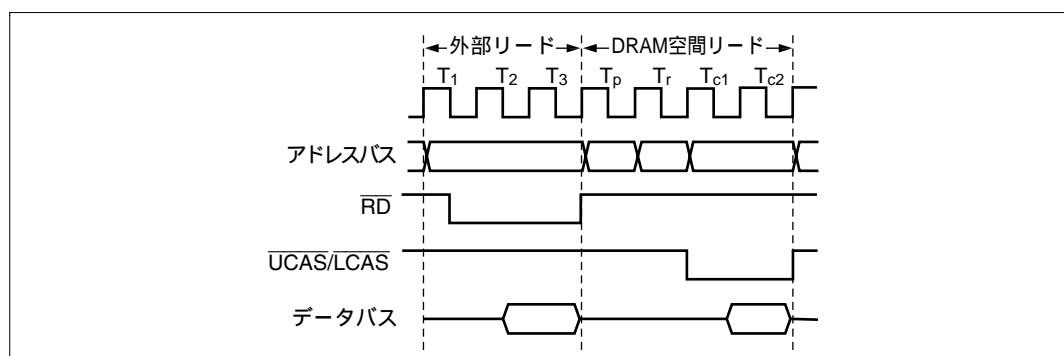 外部リード DRAM空間リード
T1 T2 T3 Tp Tr Tc1 Tc2
アドレスバス
RD
UCAS/LCAS
データバス